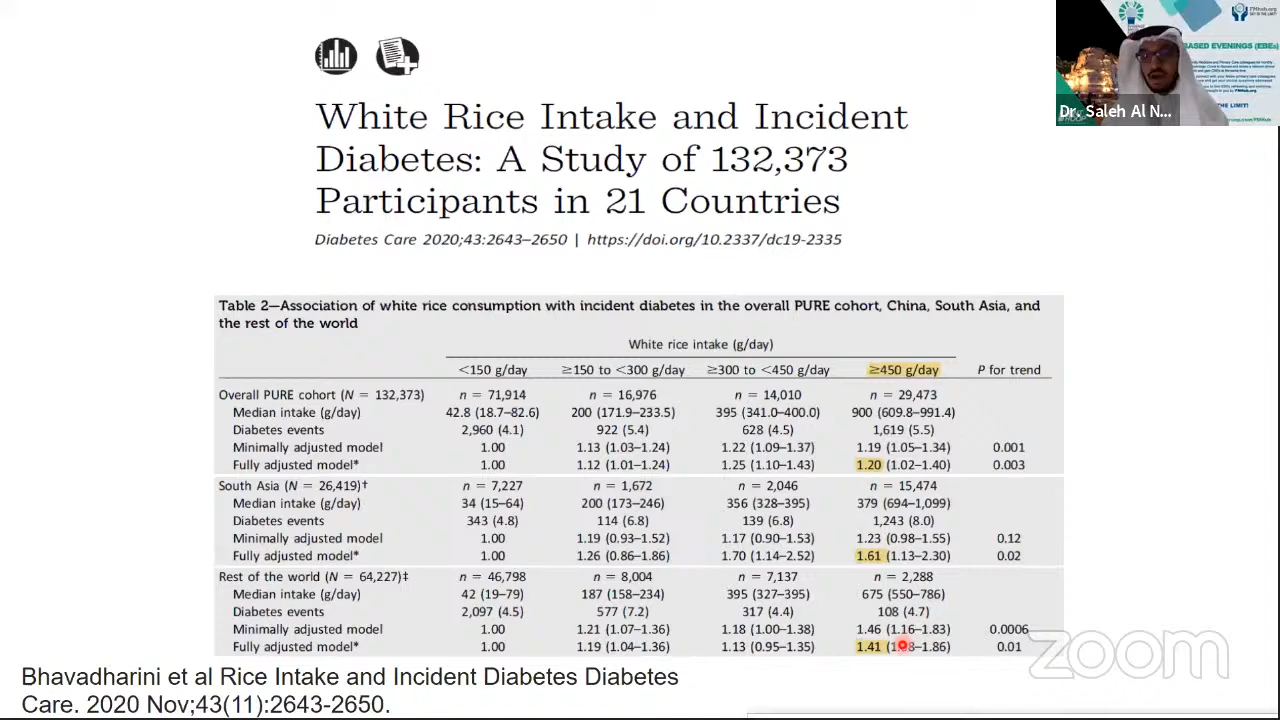 White Rice Intake and Incident
Diabetes: A Study of 132,373
Participants in 21 Countries
Diabetes Care 2020;43:2643–2650 | https://doi.org/10.2337/dc19-2335
Table 2—Association of white rice consumption with incident diabetes in the overall PURE cohort, China, South Asia, and
the rest of the world
White rice intake (g/day)
<150 g/day ≥150 to <300 g/day ≥300 to <450 g/day ≥450 g/day P for trend
Overall PURE cohort (N = 132,373) n = 71,914 n = 16,976 n = 14,010 n = 29,473
Median intake (g/day) 42.8 (18.7–82.6) 200 (171.9–233.5) 395 (341.0–400.0) 900 (609.8–991.4)
Diabetes events 2,960 (4.1) 922 (5.4) 628 (4.5) 1,619 (5.5)
Minimally adjusted model 1.00 1.13 (1.03–1.24) 1.22 (1.09–1.37) 1.19 (1.05–1.34) 0.001
Fully adjusted model* 1.00 1.12 (1.01–1.24) 1.25 (1.10–1.43) 1.20 (1.02–1.40) 0.003
South Asia (N = 26,419)† n = 7,227 n = 1,672 n = 2,046 n = 15,474
Median intake (g/day) 34 (15–64) 200 (173–246) 356 (328–395) 379 (694–1,099)
Diabetes events 343 (4.8) 114 (6.8) 139 (6.8) 1,243 (8.0)
Minimally adjusted model 1.00 1.19 (0.93–1.52) 1.17 (0.90–1.53) 1.23 (0.98–1.55) 0.12
Fully adjusted model* 1.00 1.26 (0.86–1.86) 1.70 (1.14–2.52) 1.61 (1.13–2.30) 0.02
Rest of the world (N = 64,227)‡ n = 46,798 n = 8,004 n = 7,137 n = 2,288
Median intake (g/day) 42 (19–79) 187 (158–234) 395 (327–395) 675 (550–786)
Diabetes events 2,097 (4.5) 577 (7.2) 317 (4.4) 108 (4.7)
Minimally adjusted model 1.00 1.21 (1.07–1.36) 1.18 (1.00–1.38) 1.46 (1.16–1.83) 0.0006
Fully adjusted model* 1.00 1.19 (1.04–1.36) 1.13 (0.95–1.35) 1.41 0.01
Bhavadharini et al Rice Intake and Incident Diabetes Diabetes
Care. 2020 Nov;43(11):2643-2650.
zoom
FMhub.org
BASED EVENINGS (EBEs)
THE LIMIT!
Dr. Saleh Al N...